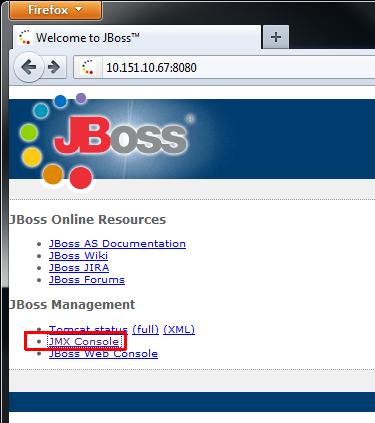 Firefox
Welcome to JBoss™
10.151.10.67:8080
JBoss®
JBoss Online Resources
JBoss AS Documentation
JBoss Wiki
JBoss JIRA
JBoss Forums
JBoss Management
Tomcat status (full) (XML)
JMX Console
JBoss Web Console